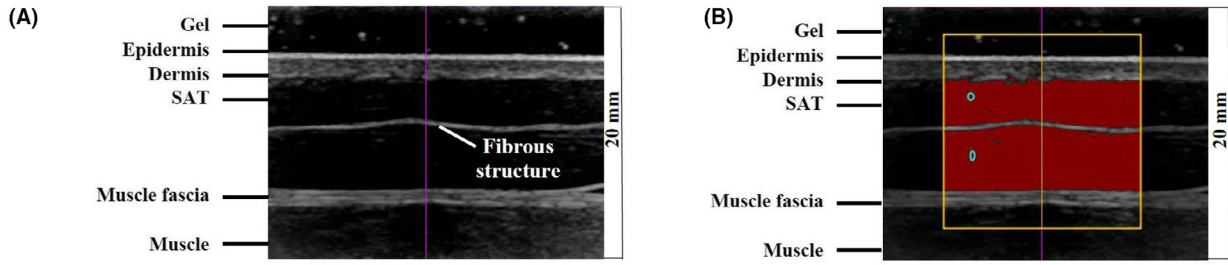 (A)
Gel
Epidermis
Dermis
SAT
Fibrous
structure
Muscle fascia
Muscle
20 mm
(B)
Gel
Epidermis
Dermis
SAT
Muscle fascia
Muscle
20 mm